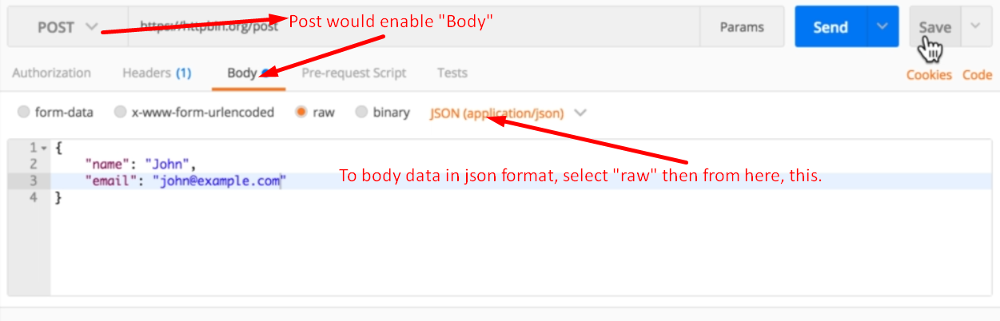 POST https://httpbin.org/post Params Send Save
Post would enable "Body"
Authorization Headers (1) Body Pre-request Script Tests Cookies Code
form-data x-www-form-urlencoded raw binary JSON (application/json)
1 {
2 "name": "John",
3 "email": "john@example.com"
To body data in json format, select "raw" then from here, this.
4 }